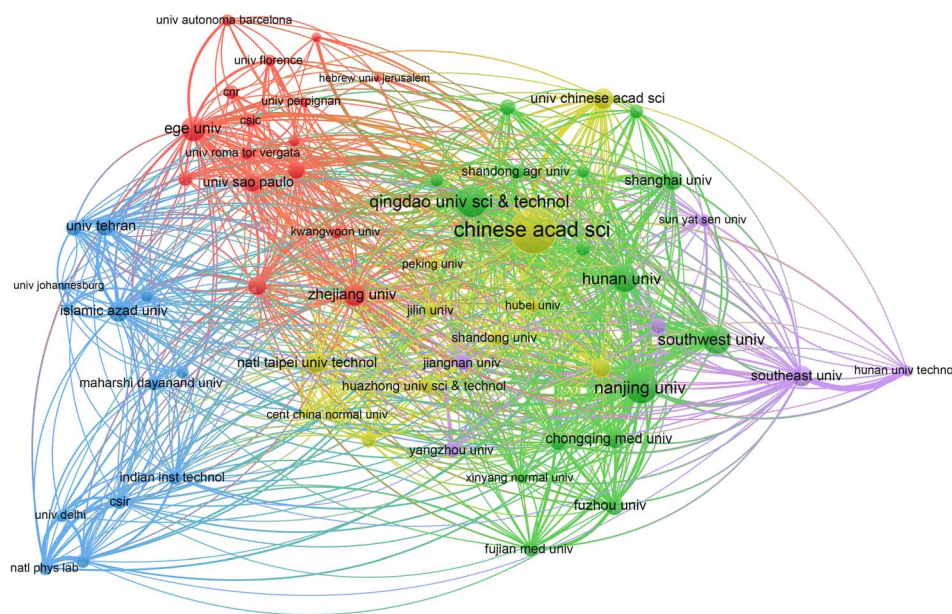 univ autonoma barcelona
univ florence
hebrew univ jerusalem
cnr
univ perpignan
univ chinese acad sci
csic
ege univ
univ roma tor vergata
shandong agr univ
univ sao paulo
shanghai univ
qingdao univ sci & technol
sun yat sen univ
univ tehran
kwangwoon univ
chinese acad sci
peking univ
univ johannesburg
hunan univ
zhejiang univ
islamic azad univ
jilin univ
hubei univ
shandong univ
southwest univ
natl taipei univ technol
jiangnan univ
hunan univ techno
maharshi dayanand univ
huazhong univ sci & technol
nanjing univ
southeast univ
cent china normal univ
chongqing med univ
yangzhou univ
indian inst technol
xinyang normal univ
csir
fuzhou univ
univ delhi
fujian med univ
natl phys lab